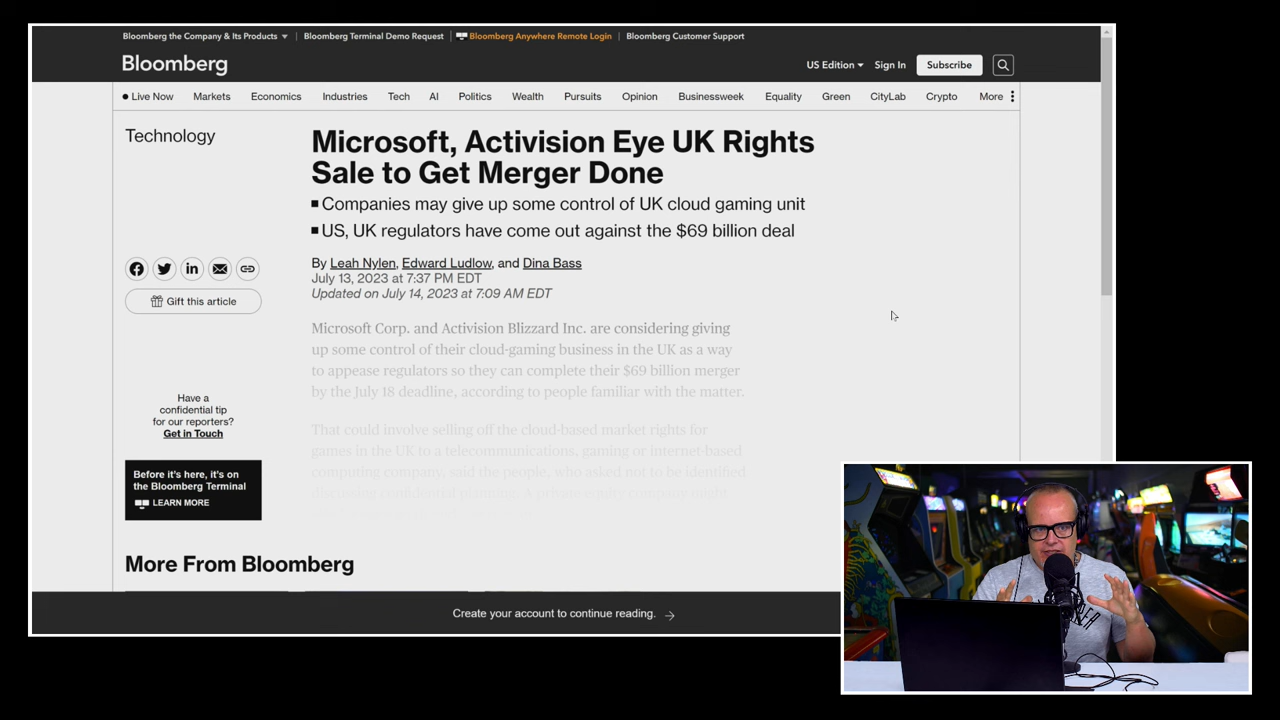 Bloomberg the Company & Its Products
Bloomberg Terminal Demo Request
Bloomberg Anywhere Remote Login
Bloomberg Customer Support
Bloomberg
US Edition
Sign In
Subscribe
Live Now Markets Economics Industries Tech AI Politics Wealth Pursuits Opinion Businessweek Equality Green CityLab Crypto More
Technology
Microsoft, Activision Eye UK Rights
Sale to Get Merger Done
Companies may give up some control of UK cloud gaming unit
US, UK regulators have come out against the $69 billion deal
By Leah Nylen, Edward Ludlow, and Dina Bass
July 13, 2023 at 7:37 PM EDT
Updated on July 14, 2023 at 7:09 AM EDT
Gift this article
Microsoft Corp. and Activision Blizzard Inc. are considering giving
up some control of their cloud-gaming business in the UK as a way
to appease regulators so they can complete their $69 billion merger
by the July 18 deadline, according to people familiar with the matter.
That could involve selling off the cloud-based market rights for
games in the UK to a telecommunications, gaming or internet-based
computing company, said the people, who asked not to be identified
Have a
confidential tip
for our reporters?
Get in Touch
Before it's here, it's on
the Bloomberg Terminal
LEARN MORE
More From Bloomberg
Create your account to continue reading.